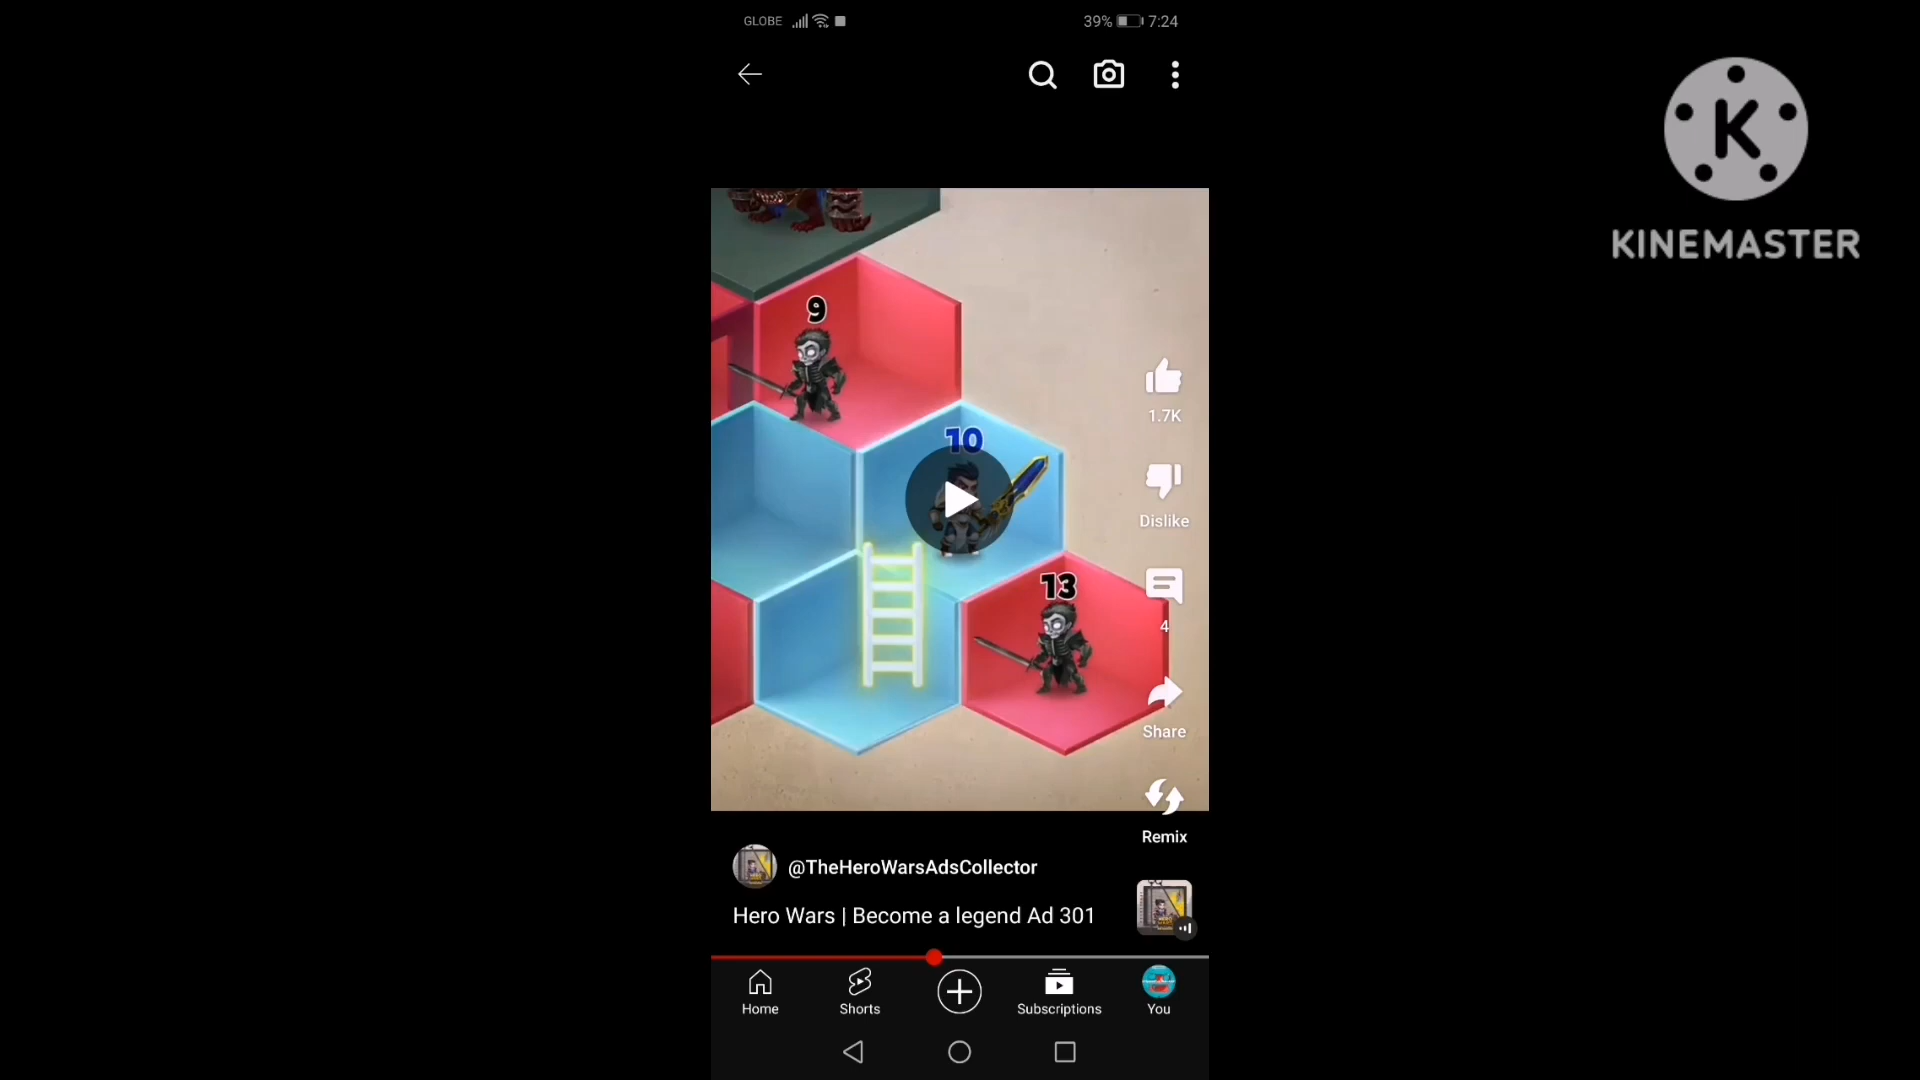 GLOBE 39% 7:24
K
KINEMASTER
9
10
1.7K
Dislike
13
4
Share
Remix
@TheHeroWarsAdsCollector
Hero Wars | Become a legend Ad 301
Home Shorts Subscriptions You